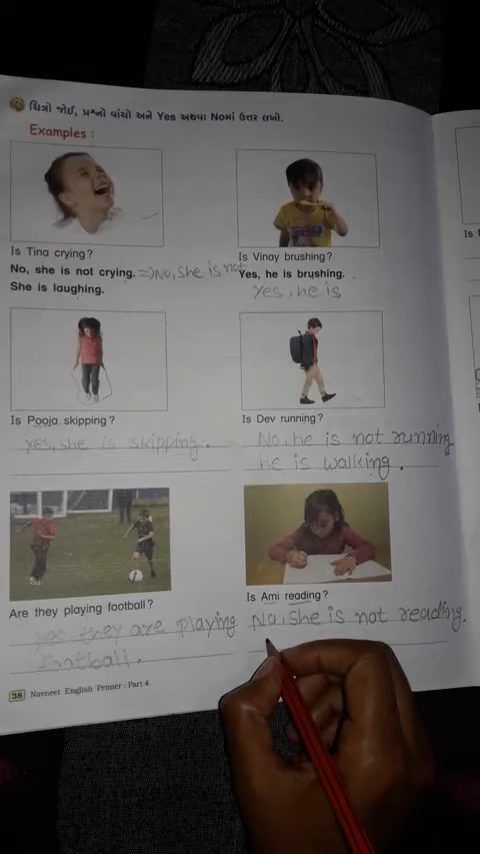 ચિત્રો જોઈ, પ્રશ્નો વાંચો અને Yes અથવા Noમાં ઉત્તર લખો.
Examples :
Is Tina crying?
No, she is not crying. => No, she is not
She is laughing.
Is Vinay brushing?
Yes, he is brushing.
Yes, he is
Is Pooja skipping?
yes, she is skipping.
Is Dev running?
No, he is not running
he is walking.
Are they playing football?
yes they are playing
football.
Is Ami reading?
No, she is not reading.
38 Navneet English Primer : Part 4